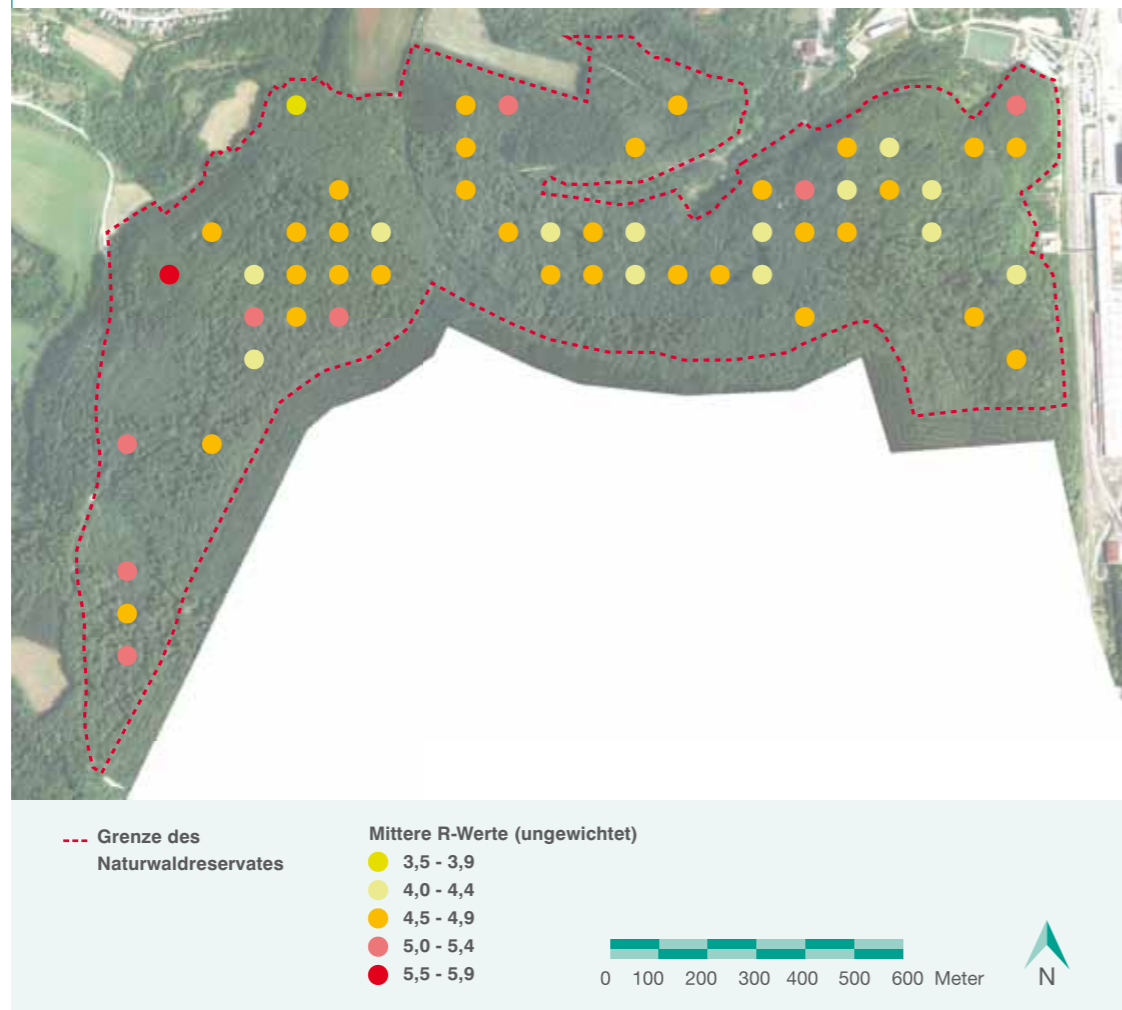 Grenze des
Naturwaldreservates
Mittere R-Werte (ungewichtet)
3,5 - 3,9
4,0 - 4,4
4,5 - 4,9
5,0 - 5,4
5,5 - 5,9
0 100 200 300 400 500 600 Meter
N